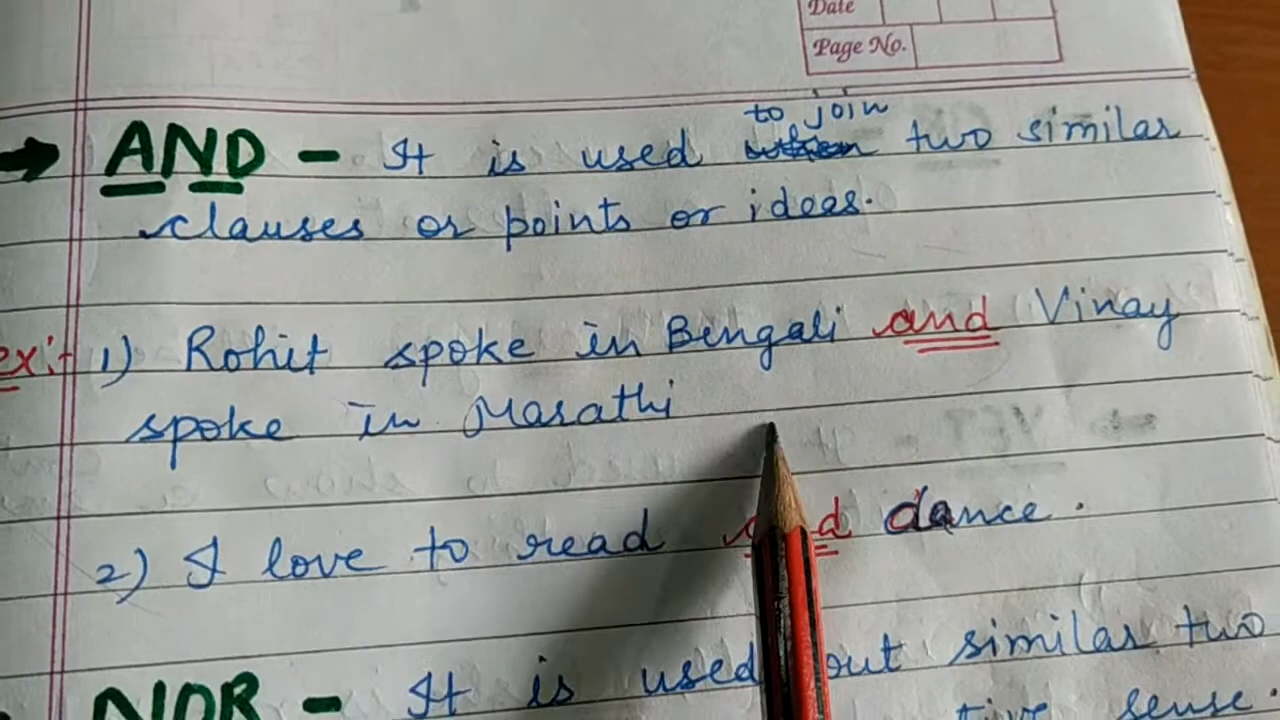 Date
Page No.
to join
AND - It is used two similar
clauses or points or ideas.
ex:- 1) Rohit spoke in Bengali and Vinay
spoke in Marathi
2) I love to read and dance.
NOR - It is used out similar two
sense.